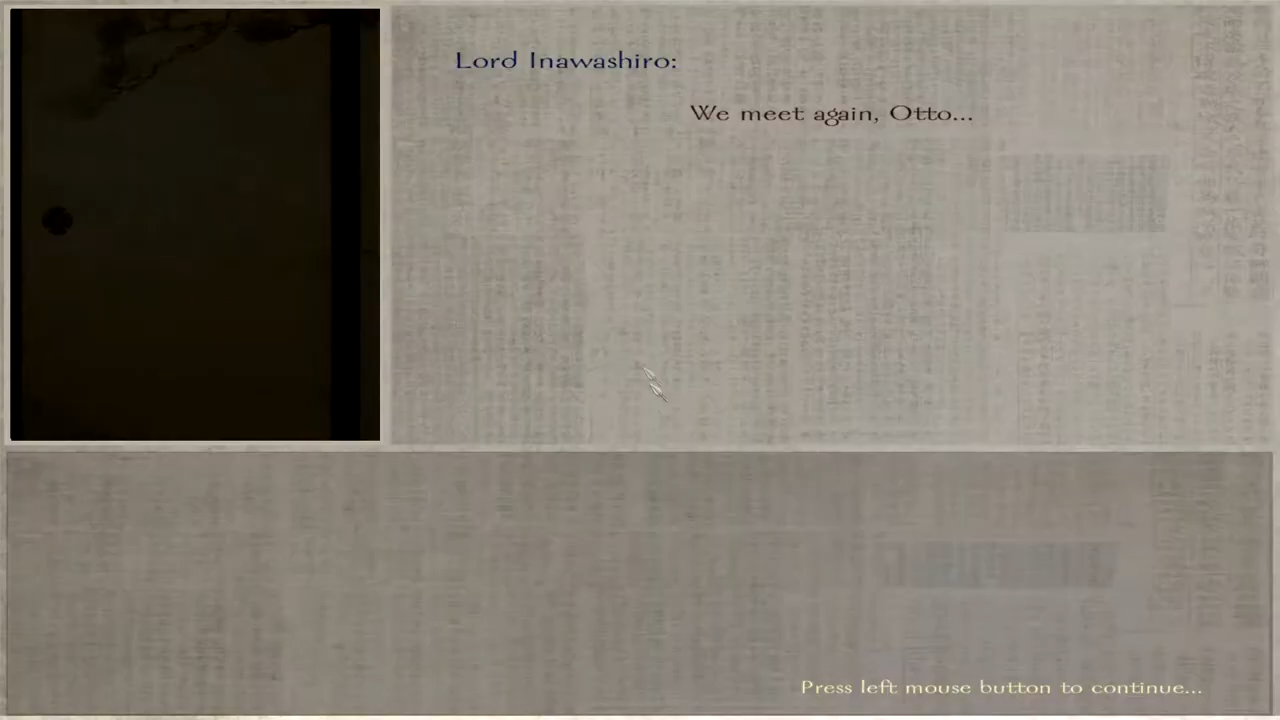 Lord Inawashiro:
We meet again, Otto...
Press left mouse button to continue...